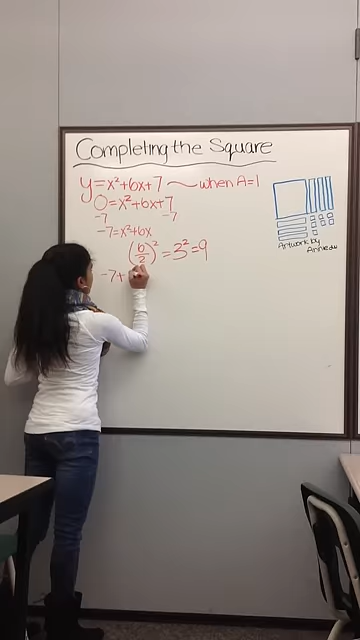 Completing the Square
y=x²+6x+7 when A=1
0=x²+6x+7
-7 -7
-7=x²+6x
(6/2)²=3²=9
-7+
Artwork by